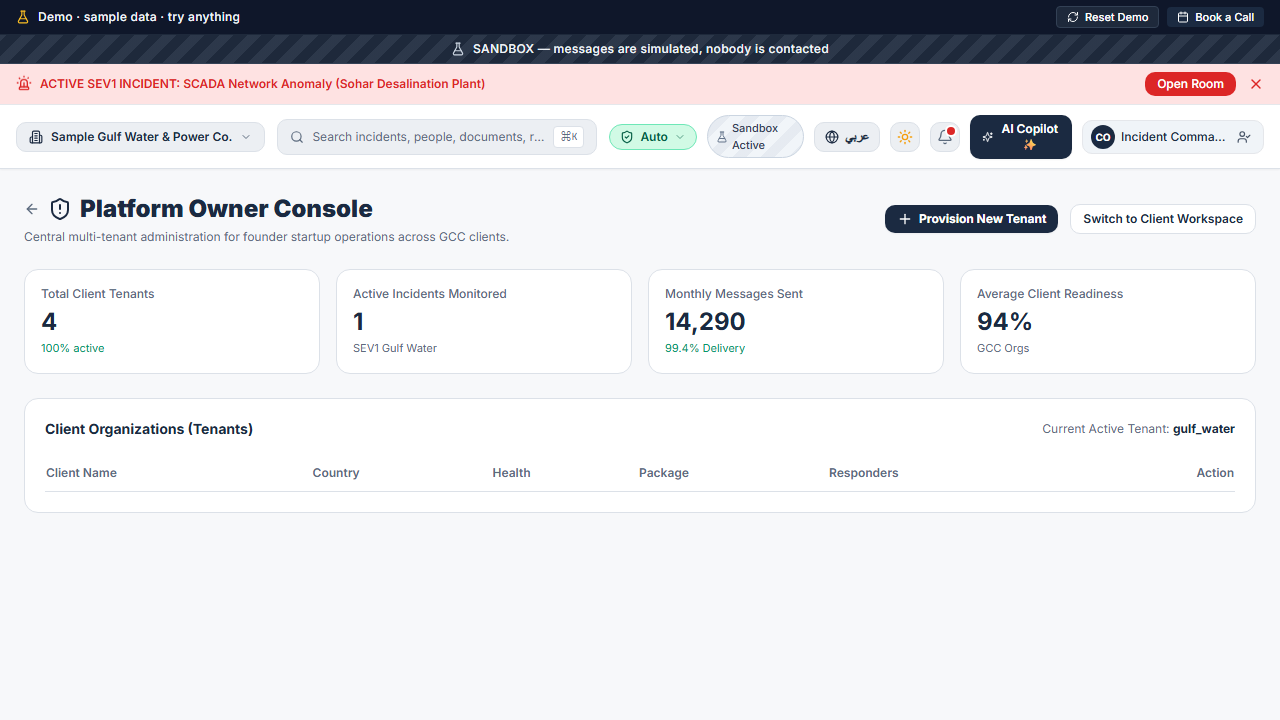 Demo · sample data · try anything
Reset Demo
Book a Call
SANDBOX — messages are simulated, nobody is contacted
ACTIVE SEV1 INCIDENT: SCADA Network Anomaly (Sohar Desalination Plant)
Open Room
Sample Gulf Water & Power Co.
Search incidents, people, documents, r...
⌘K
Auto
Sandbox
Active
عربي
AI Copilot
✨
CO
Incident Comma...
Platform Owner Console
Central multi-tenant administration for founder startup operations across GCC clients.
Provision New Tenant
Switch to Client Workspace
Total Client Tenants
4
100% active
Active Incidents Monitored
1
SEV1 Gulf Water
Monthly Messages Sent
14,290
99.4% Delivery
Average Client Readiness
94%
GCC Orgs
Client Organizations (Tenants)
Current Active Tenant: gulf_water
Client Name Country Health Package Responders Action